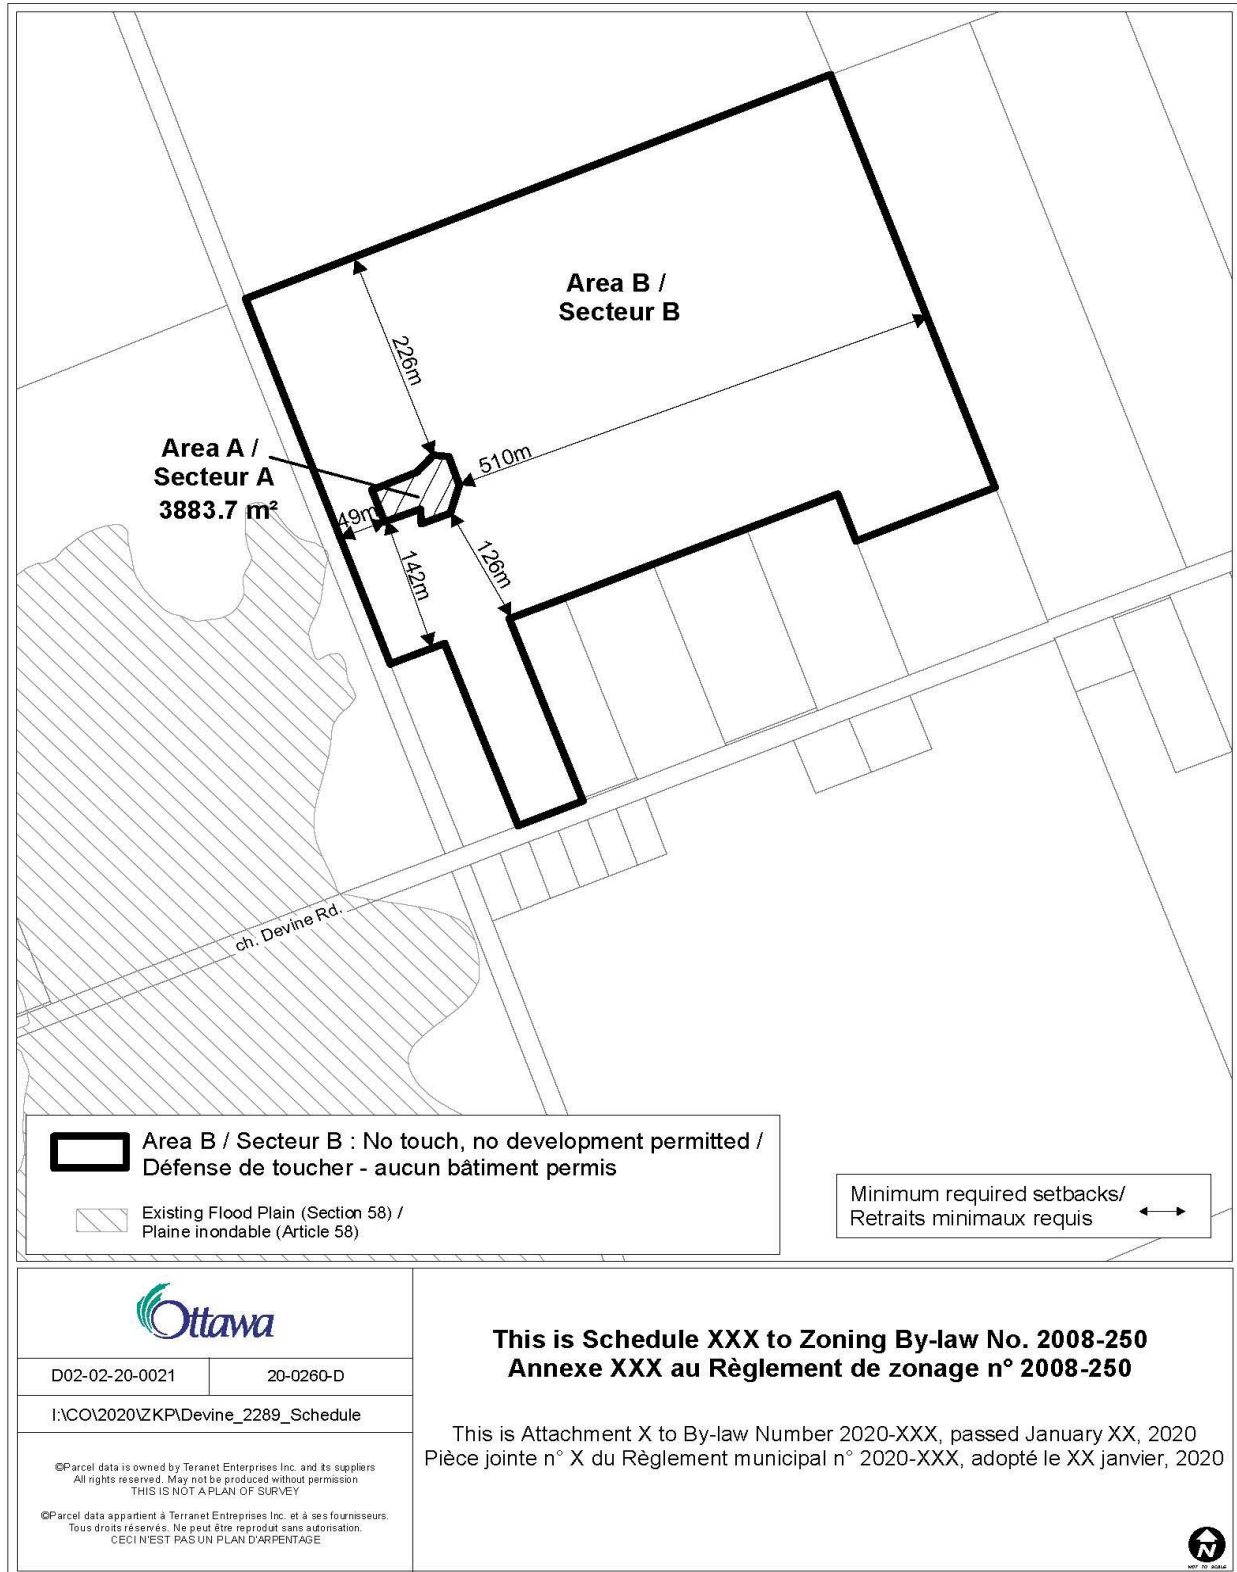 Area B /
Secteur B
226m
Area A /
Secteur A
3883.7 m²
510m
49m
142m
126m
ch. Devine Rd.
Area B / Secteur B : No touch, no development permitted /
Défense de toucher - aucun bâtiment permis
Existing Flood Plain (Section 58) /
Plaine inondable (Article 58)
Minimum required setbacks/
Retraits minimaux requis
Ottawa
D02-02-20-0021
20-0260-D
I:\CO\2020\ZKP\Devine_2289_Schedule
©Parcel data is owned by Teranet Enterprises Inc. and its suppliers
All rights reserved. May not be produced without permission
THIS IS NOT A PLAN OF SURVEY
©Parcel data appartient à Terranet Entreprises Inc. et à ses fournisseurs.
Tous droits réservés. Ne peut être reproduit sans autorisation.
CECI N'EST PAS UN PLAN D'ARPENTAGE
This is Schedule XXX to Zoning By-law No. 2008-250
Annexe XXX au Règlement de zonage n° 2008-250
This is Attachment X to By-law Number 2020-XXX, passed January XX, 2020
Pièce jointe n° X du Règlement municipal n° 2020-XXX, adopté le XX janvier, 2020
N
NOT TO SCALE